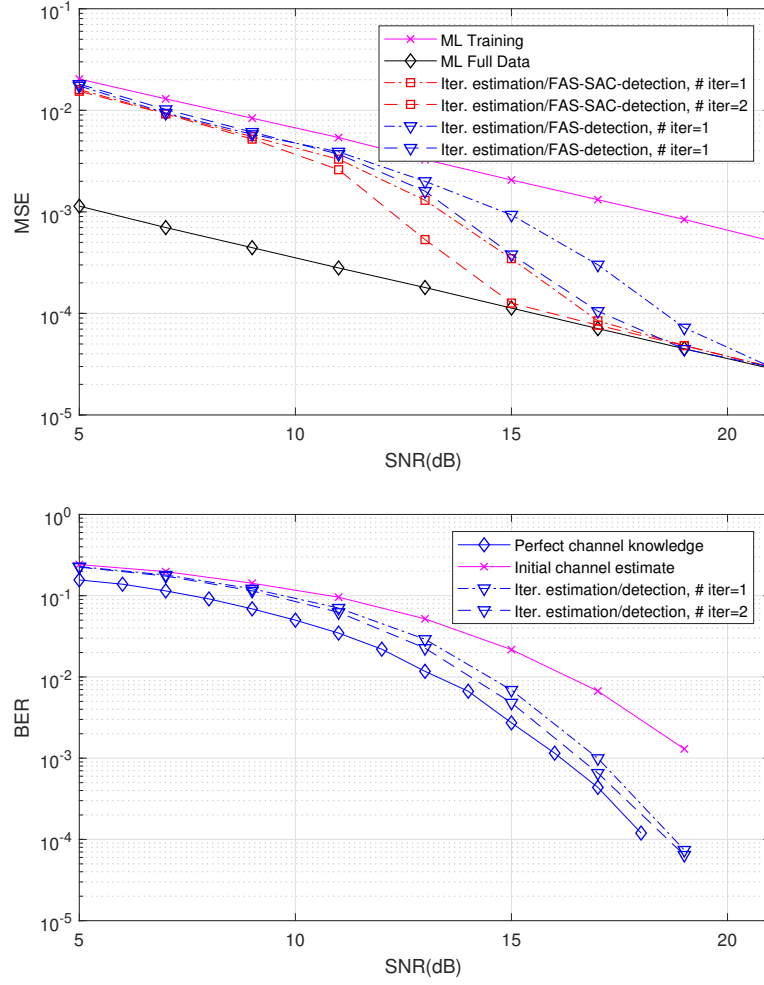 10^-1
10^-2
10^-3
10^-4
10^-5
MSE
ML Training
ML Full Data
Iter. estimation/FAS-SAC-detection, # iter=1
Iter. estimation/FAS-SAC-detection, # iter=2
Iter. estimation/FAS-detection, # iter=1
Iter. estimation/FAS-detection, # iter=1
5 10 15 20
SNR(dB)
10^0
10^-1
10^-2
10^-3
10^-4
10^-5
BER
Perfect channel knowledge
Initial channel estimate
Iter. estimation/detection, # iter=1
Iter. estimation/detection, # iter=2
5 10 15 20
SNR(dB)